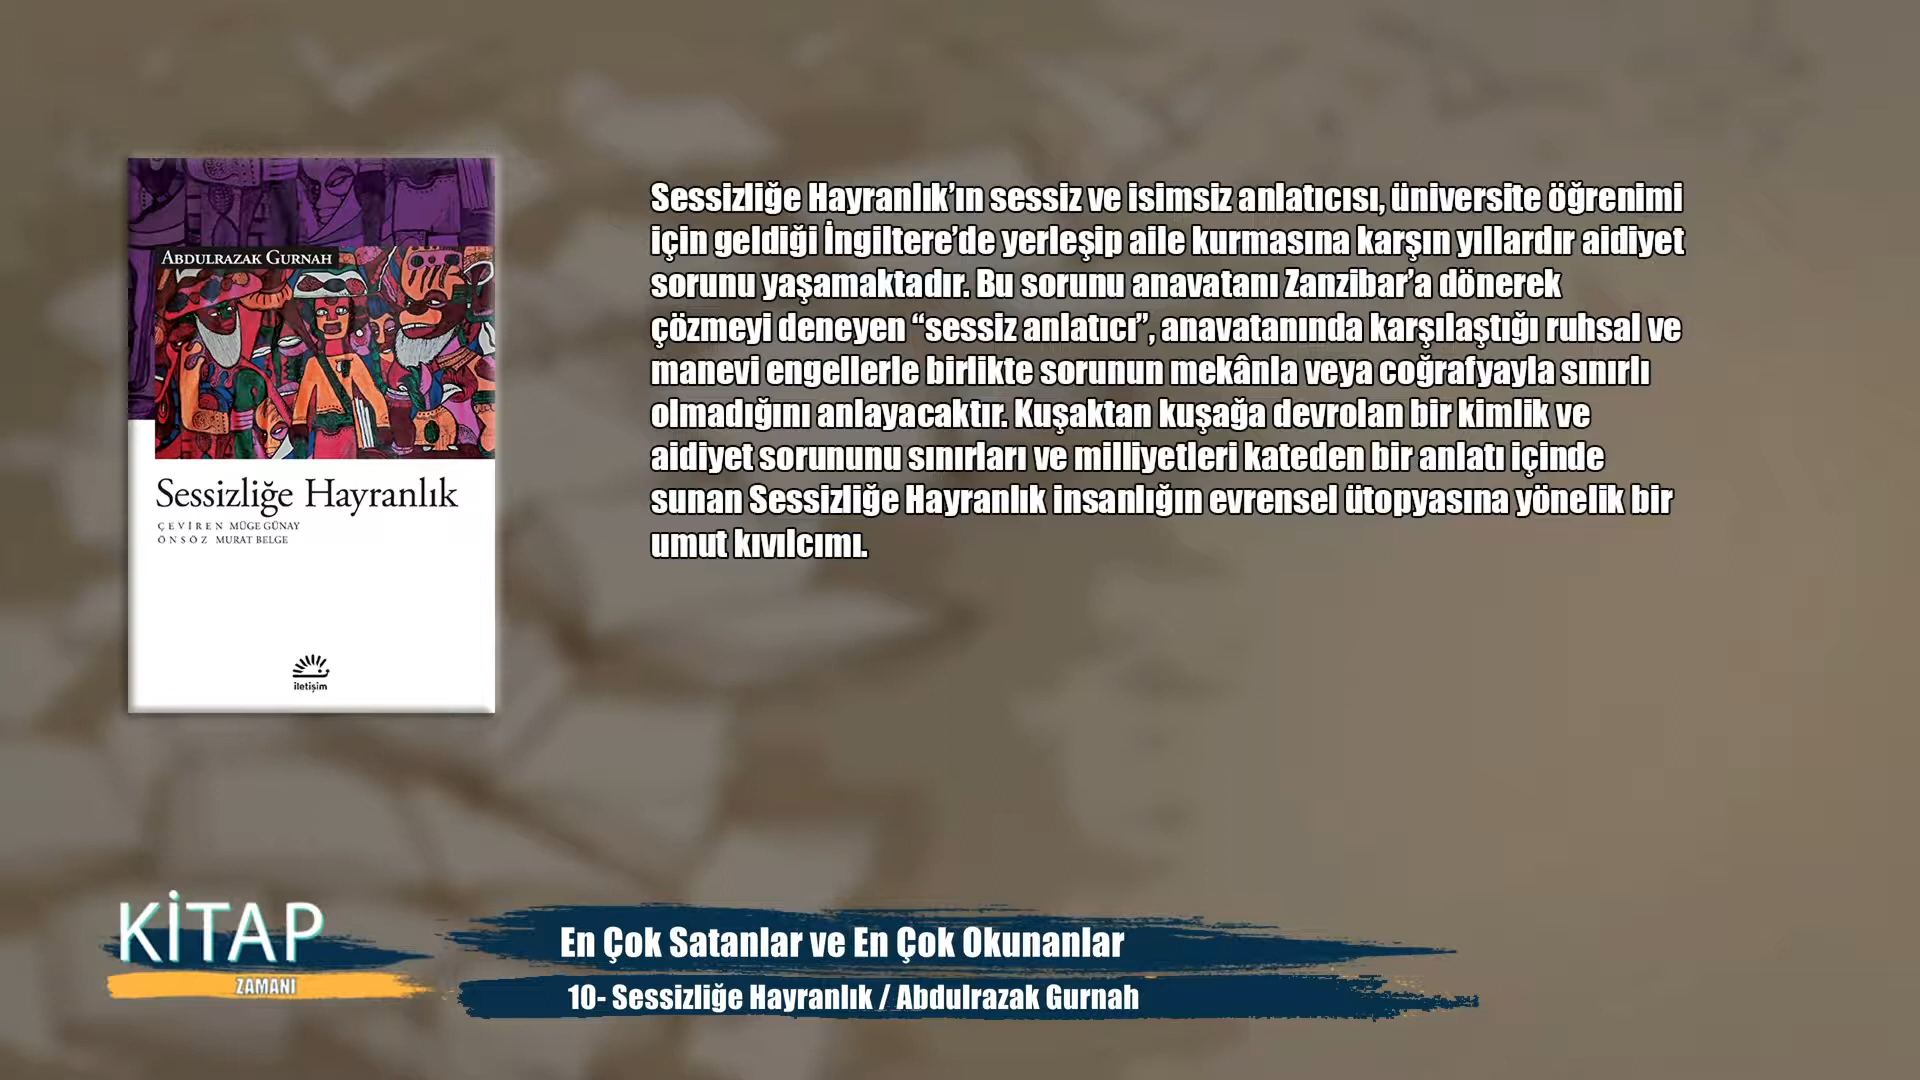 ABDULRAZAK GURNAH
Sessizliğe Hayranlık
ÇEVİREN MÜGE GÜNAY
ÖNSÖZ MURAT BELGE
iletişim
Sessizliğe Hayranlık’ın sessiz ve isimsiz anlatıcısı, üniversite öğrenimi
için geldiği İngiltere’de yerleşip aile kurmasına karşın yıllardır aidiyet
sorunu yaşamaktadır. Bu sorunu anavatanı Zanzibar’a dönerek
çözmeyi deneyen “sessiz anlatıcı”, anavatanında karşılaştığı ruhsal ve
manevi engellerle birlikte sorunun mekânla veya coğrafyayla sınırlı
olmadığını anlayacaktır. Kuşaktan kuşağa devrolan bir kimlik ve
aidiyet sorununu sınırları ve milliyetleri kateden bir anlatı içinde
sunan Sessizliğe Hayranlık insanlığın evrensel ütopyasına yönelik bir
umut kıvılcımı.
KİTAP
ZAMANI
En Çok Satanlar ve En Çok Okunanlar
10- Sessizliğe Hayranlık / Abdulrazak Gurnah